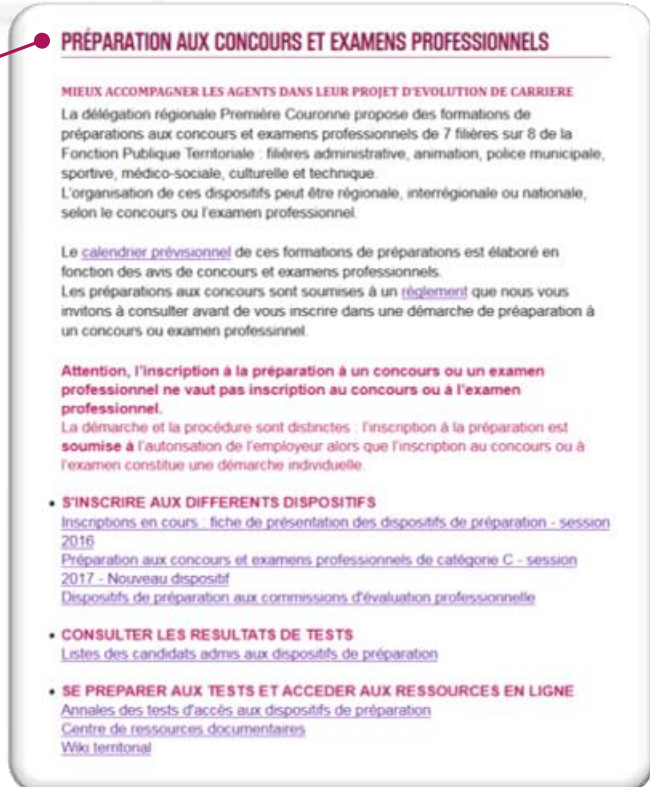 PRÉPARATION AUX CONCOURS ET EXAMENS PROFESSIONNELS
MIEUX ACCOMPAGNER LES AGENTS DANS LEUR PROJET D'EVOLUTION DE CARRIERE
La délégation régionale Première Couronne propose des formations de
préparations aux concours et examens professionnels de 7 filières sur 8 de la
Fonction Publique Territoriale : filières administrative, animation, police municipale,
sportive, médico-sociale, culturelle et technique.
L'organisation de ces dispositifs peut être régionale, interrégionale ou nationale,
selon le concours ou l'examen professionnel.
Le calendrier prévisionnel de ces formations de préparations est élaboré en
fonction des avis de concours et examens professionnels.
Les préparations aux concours sont soumises à un règlement que nous vous
invitons à consulter avant de vous inscrire dans une démarche de préaparation à
un concours ou examen professinnel.
Attention, l'inscription à la préparation à un concours ou un examen
professionnel ne vaut pas inscription au concours ou à l'examen
professionnel.
La démarche et la procédure sont distinctes : l'inscription à la préparation est
soumise à l'autorisation de l'employeur alors que l'inscription au concours ou à
l'examen constitue une démarche individuelle.
• S'INSCRIRE AUX DIFFERENTS DISPOSITIFS
Inscriptions en cours : fiche de présentation des dispositifs de préparation - session
2016
Préparation aux concours et examens professionnels de catégorie C - session
2017 - Nouveau dispositif
Dispositifs de préparation aux commissions d'évaluation professionnelle
• CONSULTER LES RESULTATS DE TESTS
Listes des candidats admis aux dispositifs de préparation
• SE PREPARER AUX TESTS ET ACCEDER AUX RESSOURCES EN LIGNE
Annales des tests d'accès aux dispositifs de préparation
Centre de ressources documentaires
Wiki territorial